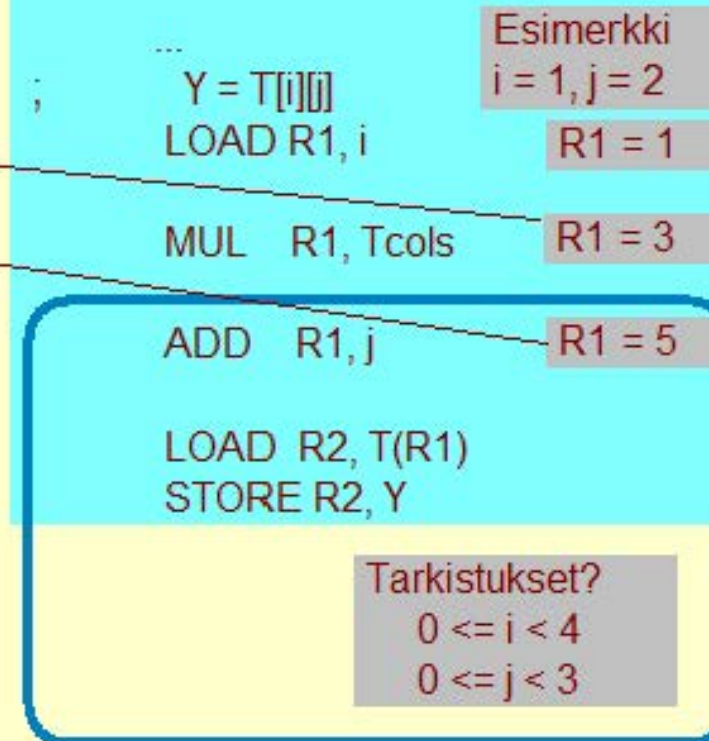 ...
Esimerkki
i = 1, j = 2
; Y = T[i][j]
LOAD R1, i R1 = 1
MUL R1, Tcols R1 = 3
ADD R1, j R1 = 5
LOAD R2, T(R1)
STORE R2, Y
Tarkistukset?
0 <= i < 4
0 <= j < 3